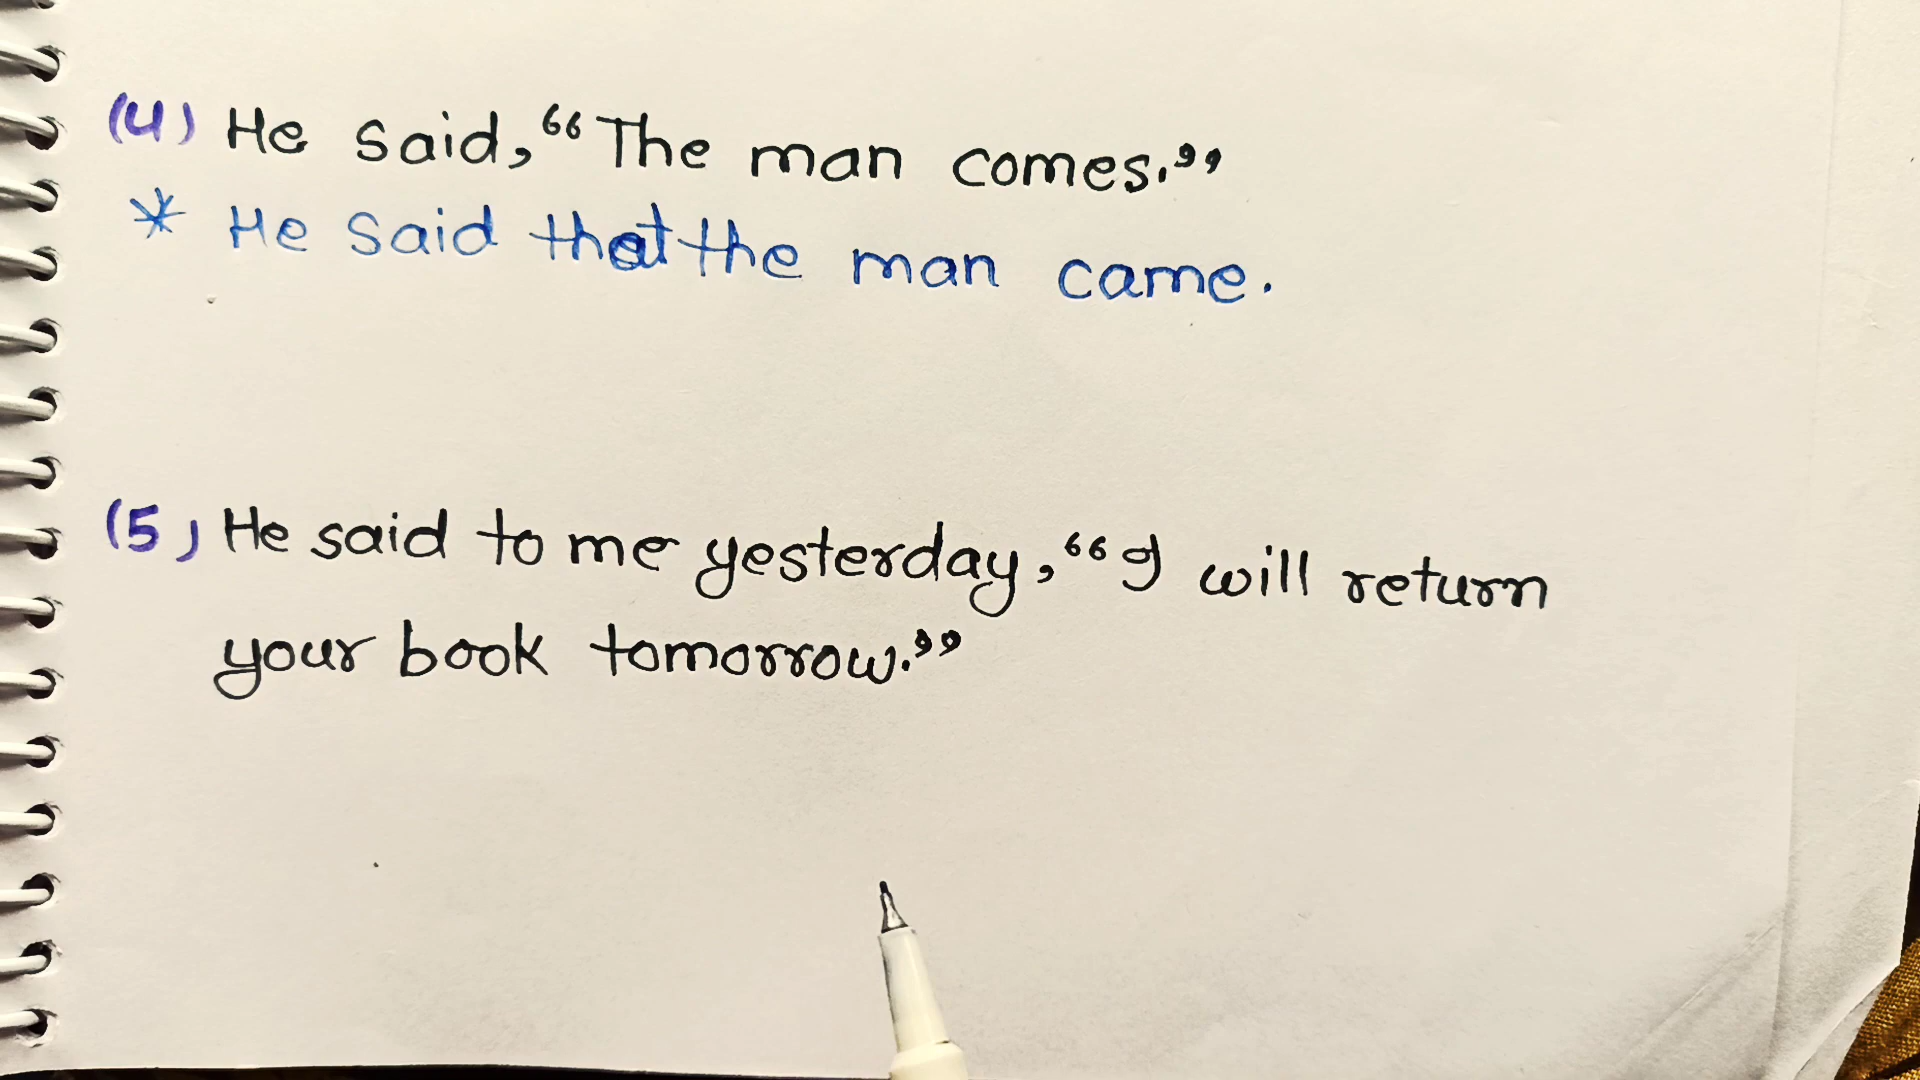 (4) He said, “The man comes.”
* He said that the man came.
(5) He said to me yesterday, “I will return
your book tomorrow.”